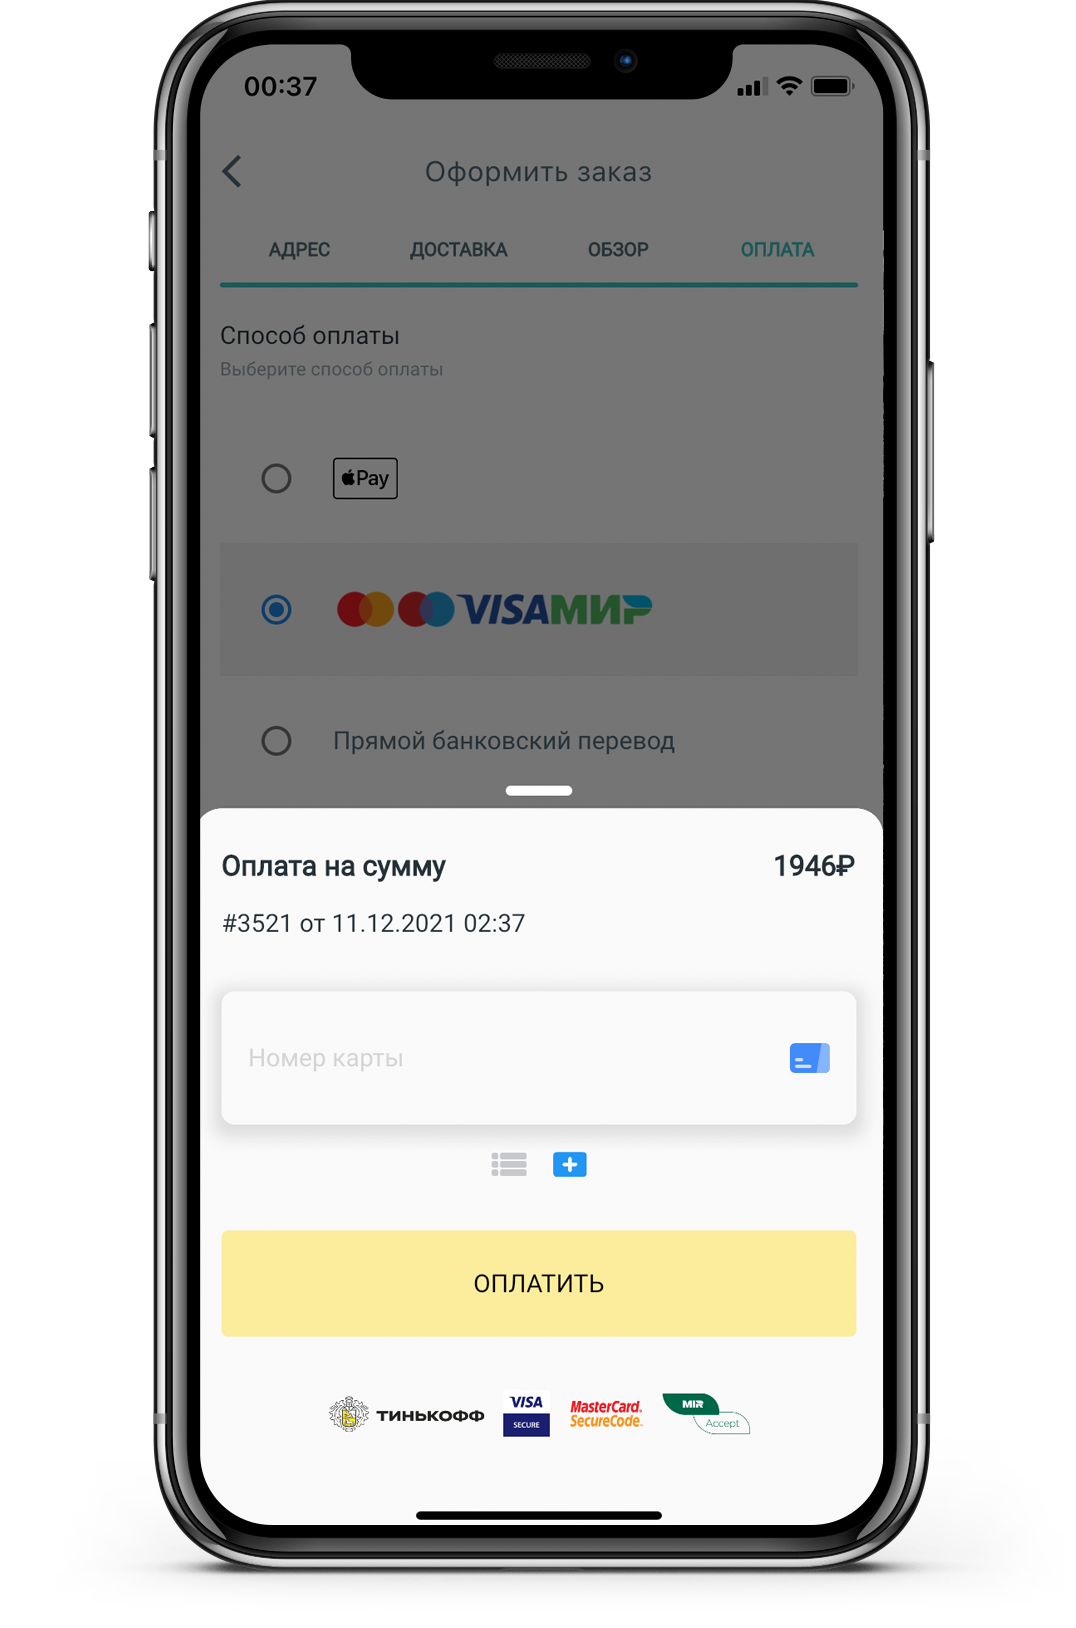 00:37
Оформить заказ
АДРЕС ДОСТАВКА ОБЗОР ОПЛАТА
Способ оплаты
Выберите способ оплаты
Pay
VISA МИР
Прямой банковский перевод
Оплата на сумму 1946₽
#3521 от 11.12.2021 02:37
Номер карты
ОПЛАТИТЬ
ТИНЬКОФФ VISA SECURE MasterCard. SecureCode. MIR Accept